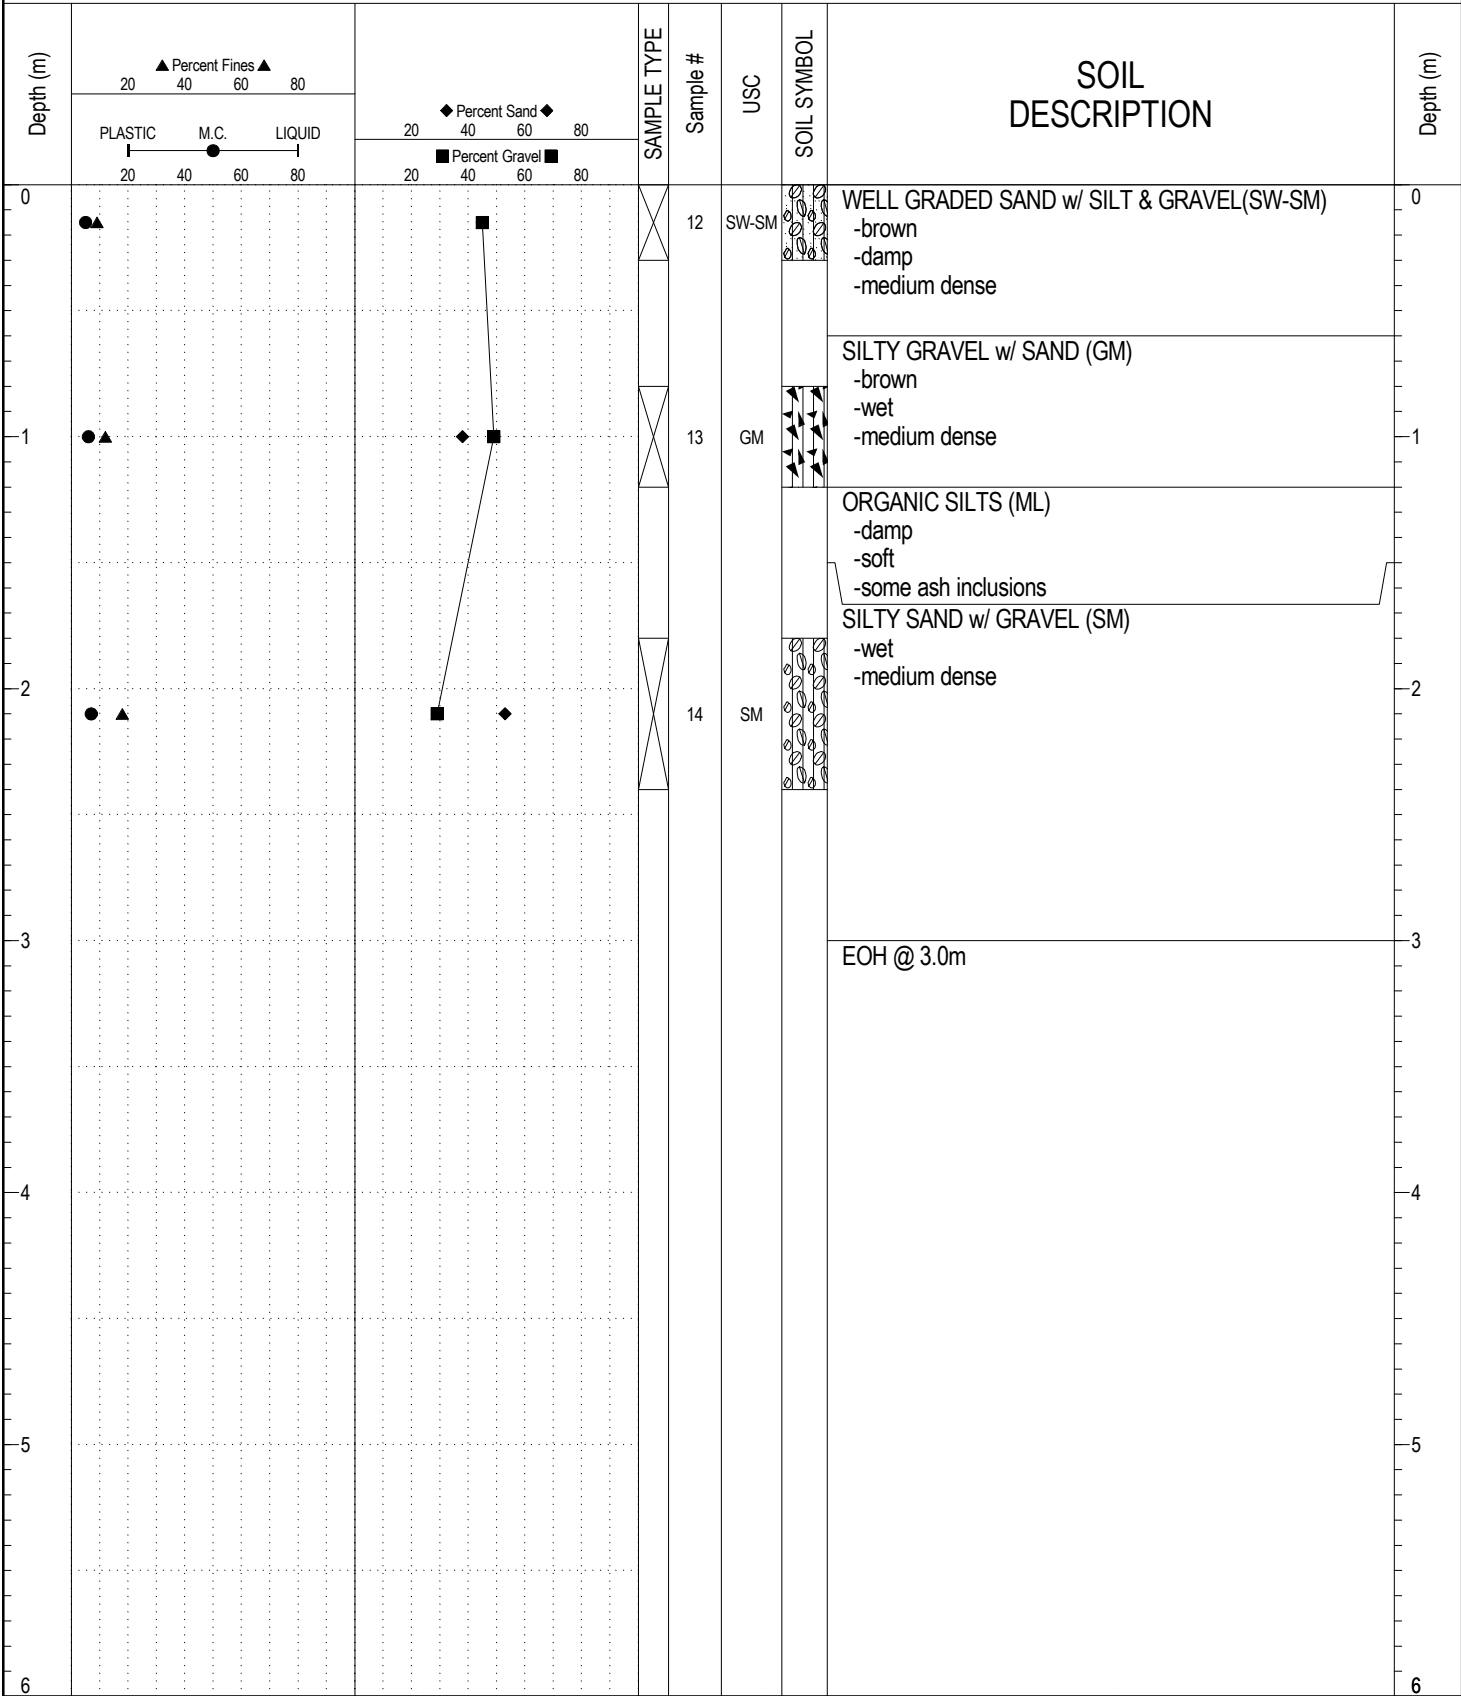 Depth (m)
Percent Fines
20 40 60 80
PLASTIC M.C. LIQUID
20 40 60 80
Percent Sand
20 40 60 80
Percent Gravel
20 40 60 80
SAMPLE TYPE
Sample #
USC
SOIL SYMBOL
SOIL
DESCRIPTION
Depth (m)
0
12 SW-SM
WELL GRADED SAND w/ SILT & GRAVEL(SW-SM)
-brown
-damp
-medium dense
0
SILTY GRAVEL w/ SAND (GM)
-brown
-wet
1 13 GM -medium dense 1
ORGANIC SILTS (ML)
-damp
-soft
-some ash inclusions
SILTY SAND w/ GRAVEL (SM)
-wet
-medium dense
2 2
14 SM
3 3
EOH @ 3.0m
4 4
5 5
6 6